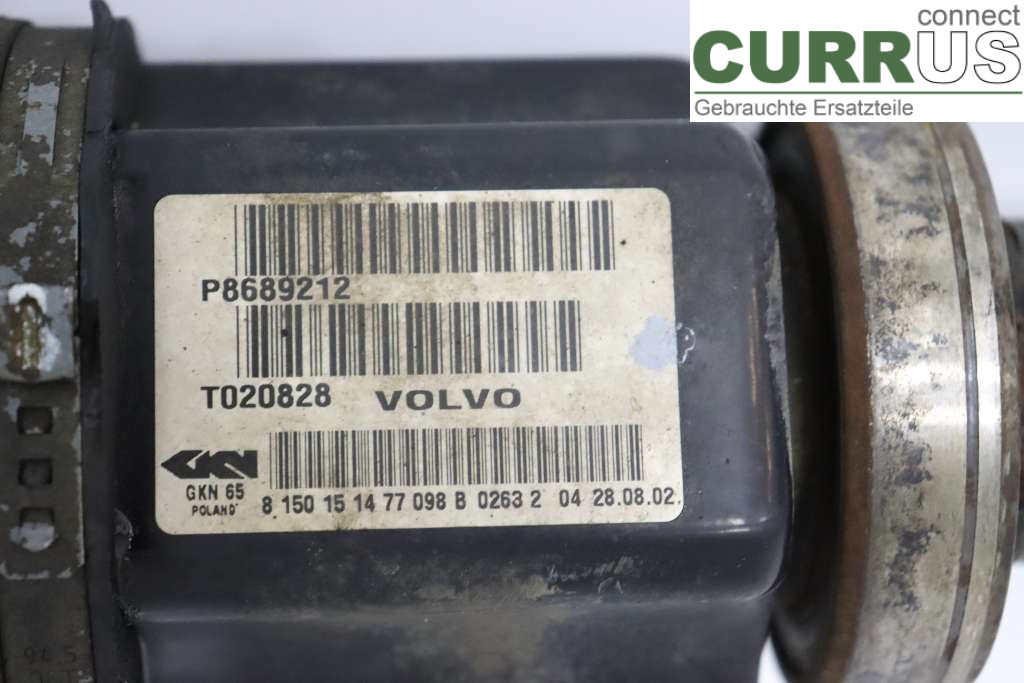 connect
CURRUS
Gebrauchte Ersatzteile
P8689212
T020828 VOLVO
GKN
GKN 65
POLAND
8 150 15 14 77 098 B 0263 2 04 28.08.02.